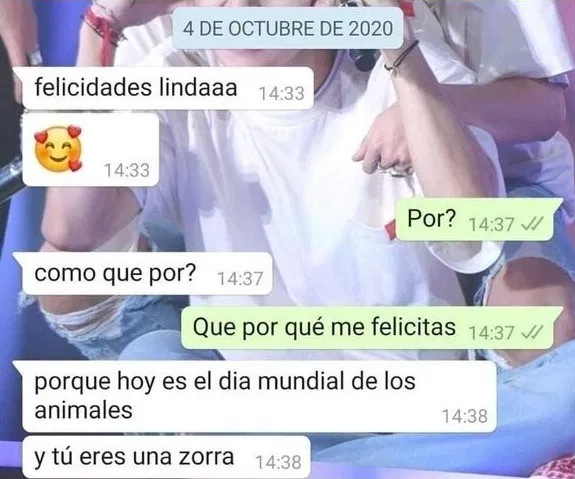 4 DE OCTUBRE DE 2020
felicidades lindaaa 14:33
🥰 14:33
Por? 14:37
como que por? 14:37
Que por qué me felicitas 14:37
porque hoy es el dia mundial de los
animales 14:38
y tú eres una zorra 14:38